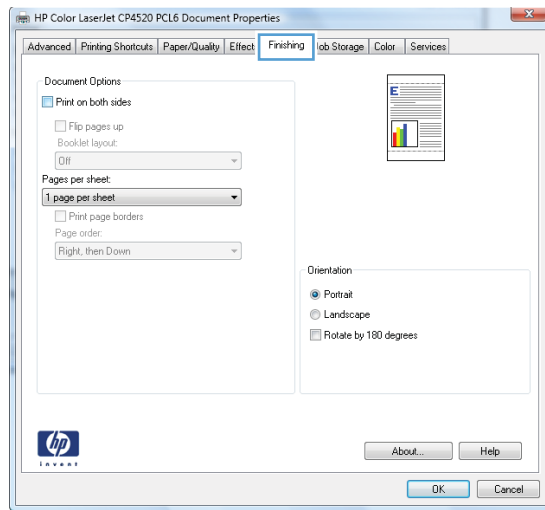 HP Color LaserJet CP4520 PCL6 Document Properties
Advanced Printing Shortcuts Paper/Quality Effect Finishing ob Storage Color Services
Document Options
Print on both sides
Flip pages up
Booklet layout:
Off
Pages per sheet:
1 page per sheet
Print page borders
Page order:
Right, then Down
E
Orientation
Portrait
Landscape
Rotate by 180 degrees
hp
invent
About... Help
OK Cancel